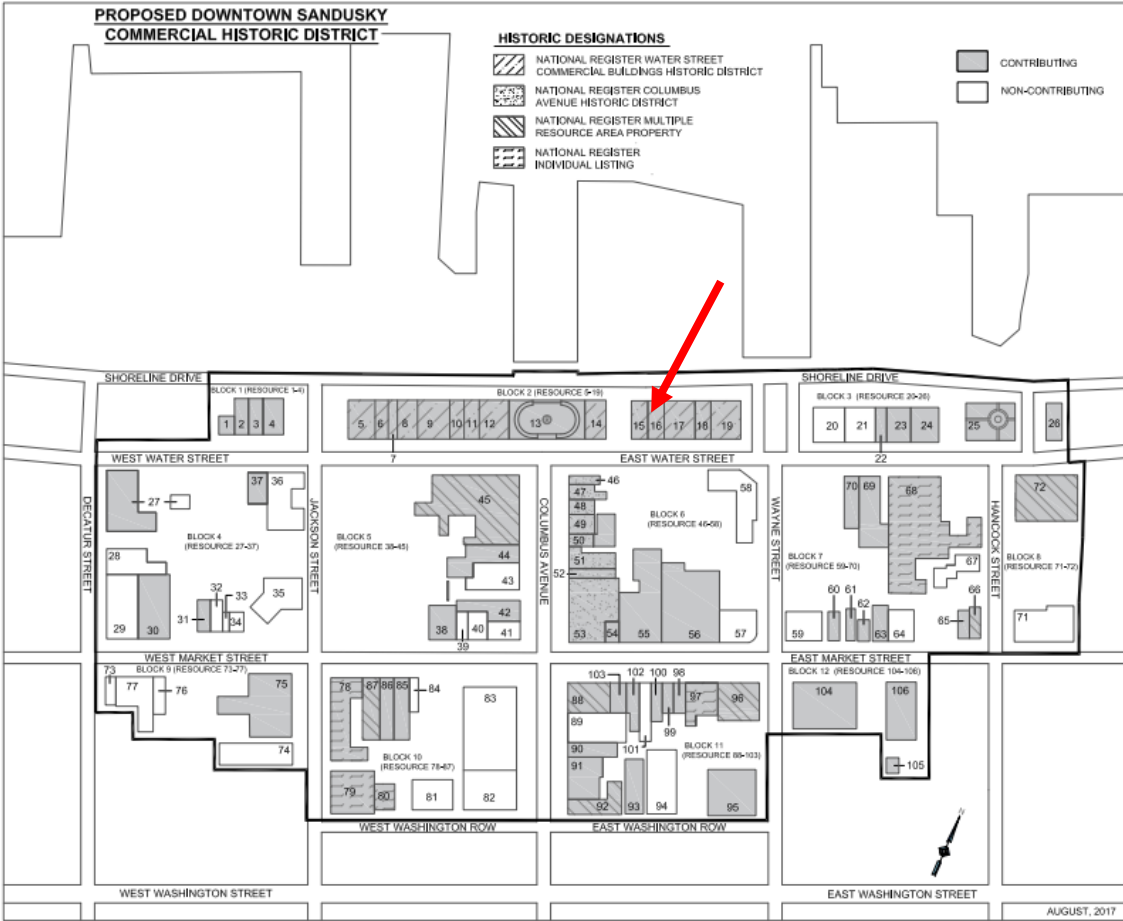 PROPOSED DOWNTOWN SANDUSKY
COMMERCIAL HISTORIC DISTRICT
HISTORIC DESIGNATIONS
NATIONAL REGISTER WATER STREET
COMMERCIAL BUILDINGS HISTORIC DISTRICT
NATIONAL REGISTER COLUMBUS
AVENUE HISTORIC DISTRICT
NATIONAL REGISTER MULTIPLE
RESOURCE AREA PROPERTY
NATIONAL REGISTER
INDIVIDUAL LISTING
CONTRIBUTING
NON-CONTRIBUTING
SHORELINE DRIVE
SHORELINE DRIVE
BLOCK 1 (RESOURCE 1-4)
1 2 3 4
BLOCK 2 (RESOURCE 5-19)
5 6 8 9 10 11 12 13 14 15 16 17 18 19
7
BLOCK 3 (RESOURCE 20-26)
20 21 23 24 25 26
22
WEST WATER STREET
EAST WATER STREET
DECATUR STREET
JACKSON STREET
COLUMBUS AVENUE
WAYNE STREET
HANCOCK STREET
27
37
36
BLOCK 4
(RESOURCE 27-37)
28
29
30
31
32
33
34
35
45
BLOCK 5
(RESOURCE 38-45)
44
43
42
38
40
41
39
46
47
48
49
50
51
52
53
54
55
56
57
58
BLOCK 6
(RESOURCE 46-58)
70
69
68
BLOCK 7
(RESOURCE 59-70)
67
60
61
62
59
63
64
65
66
72
BLOCK 8
(RESOURCE 71-72)
71
WEST MARKET STREET
EAST MARKET STREET
73
BLOCK 9 (RESOURCE 73-77)
77
76
75
74
78
87
86
85
84
83
BLOCK 10
(RESOURCE 78-87)
79
80
81
82
103
102
100
98
88
97
96
89
99
101
BLOCK 11
(RESOURCE 88-103)
90
91
92
93
94
95
BLOCK 12 (RESOURCE 104-106)
104
106
105
WEST WASHINGTON ROW
EAST WASHINGTON ROW
N
WEST WASHINGTON STREET
EAST WASHINGTON STREET
AUGUST, 2017